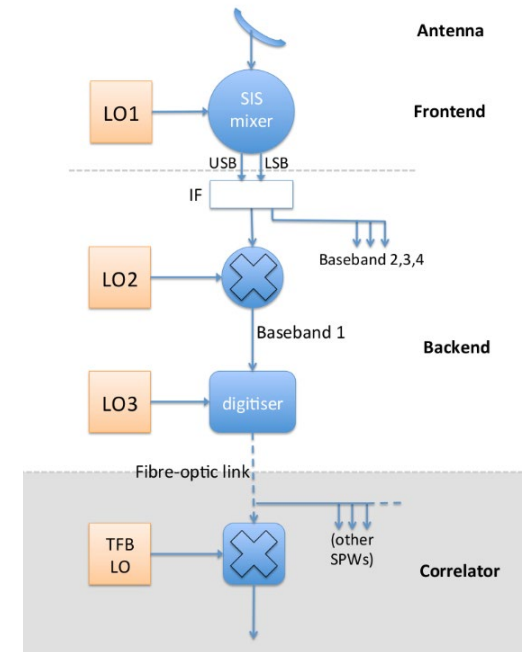 Antenna
LO1
SIS
mixer
Frontend
USB
LSB
IF
Baseband 2,3,4
LO2
Baseband 1
Backend
LO3
digitiser
Fibre-optic link
TFB
LO
(other
SPWs)
Correlator